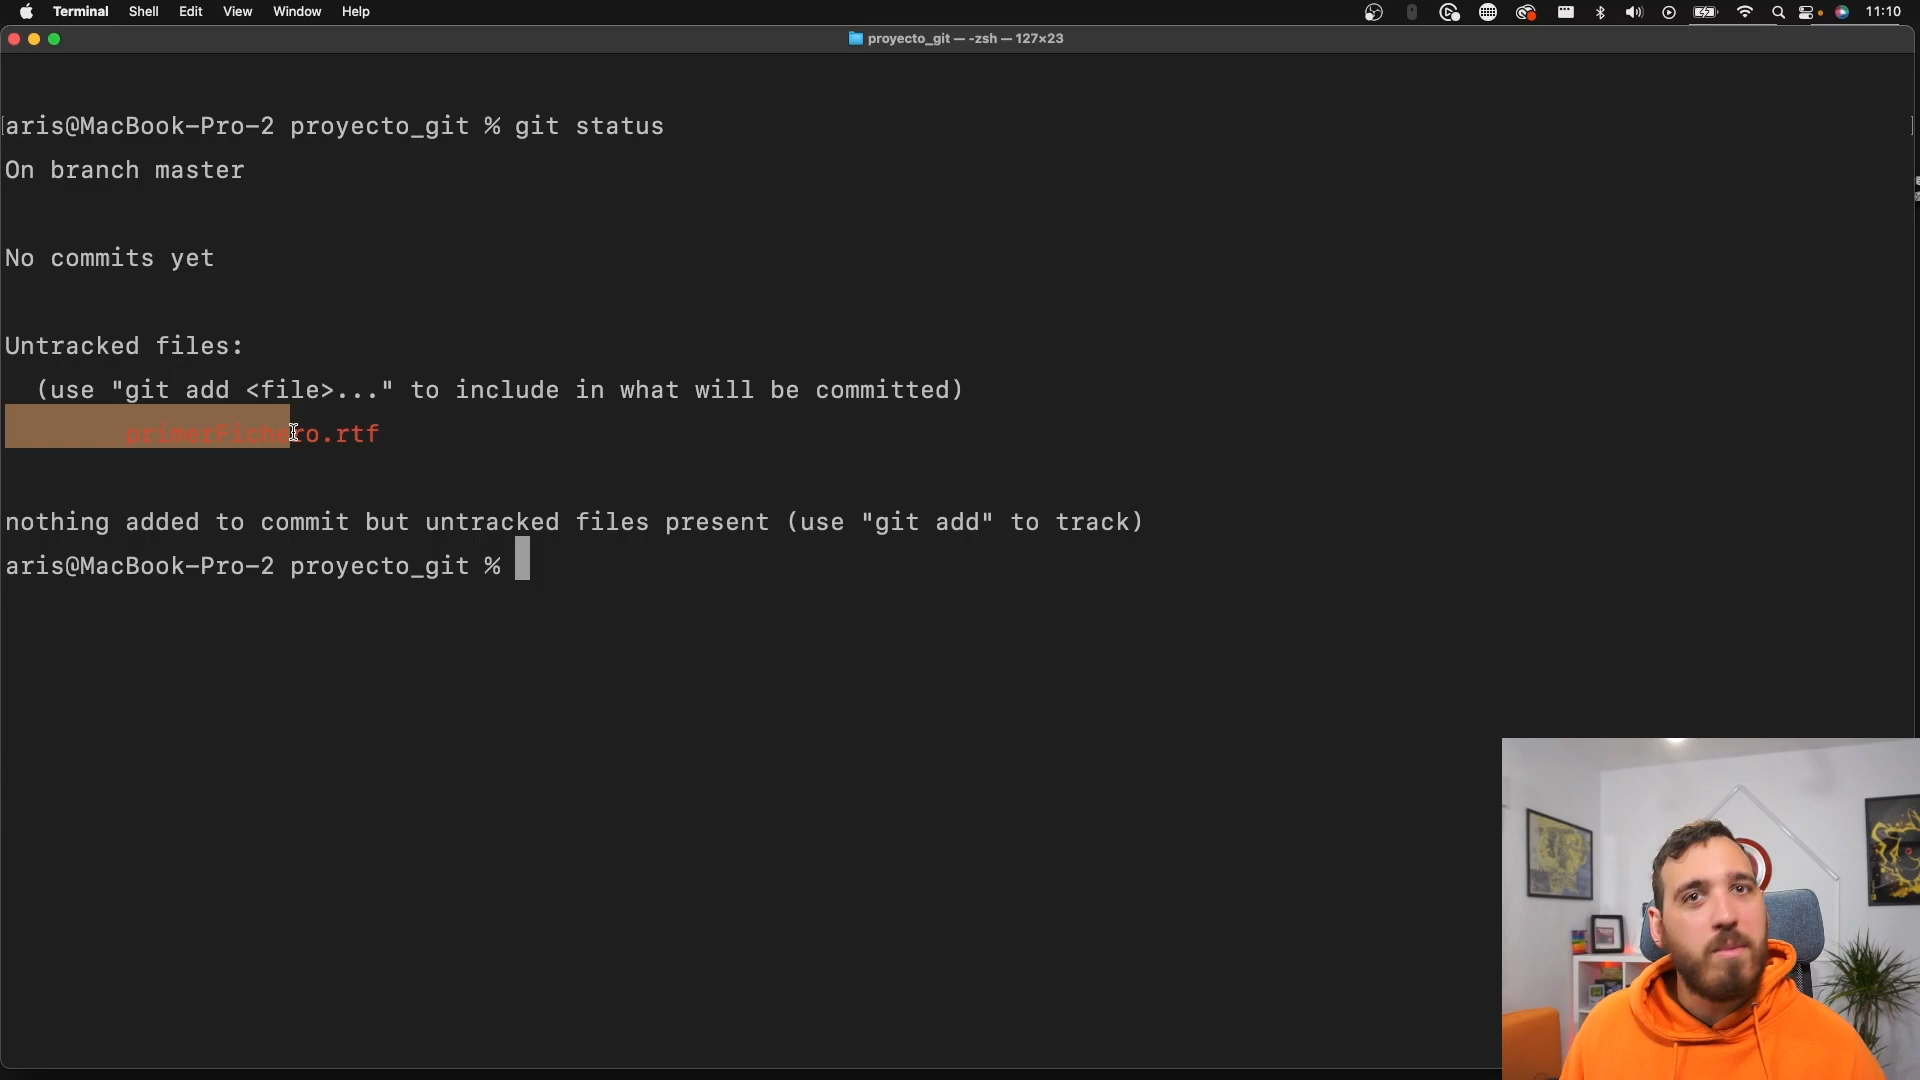 Terminal Shell Edit View Window Help 11:10
proyecto_git — -zsh — 127×23
aris@MacBook-Pro-2 proyecto_git % git status
On branch master
No commits yet
Untracked files:
(use "git add <file>..." to include in what will be committed)
primerFichero.rtf
nothing added to commit but untracked files present (use "git add" to track)
aris@MacBook-Pro-2 proyecto_git %